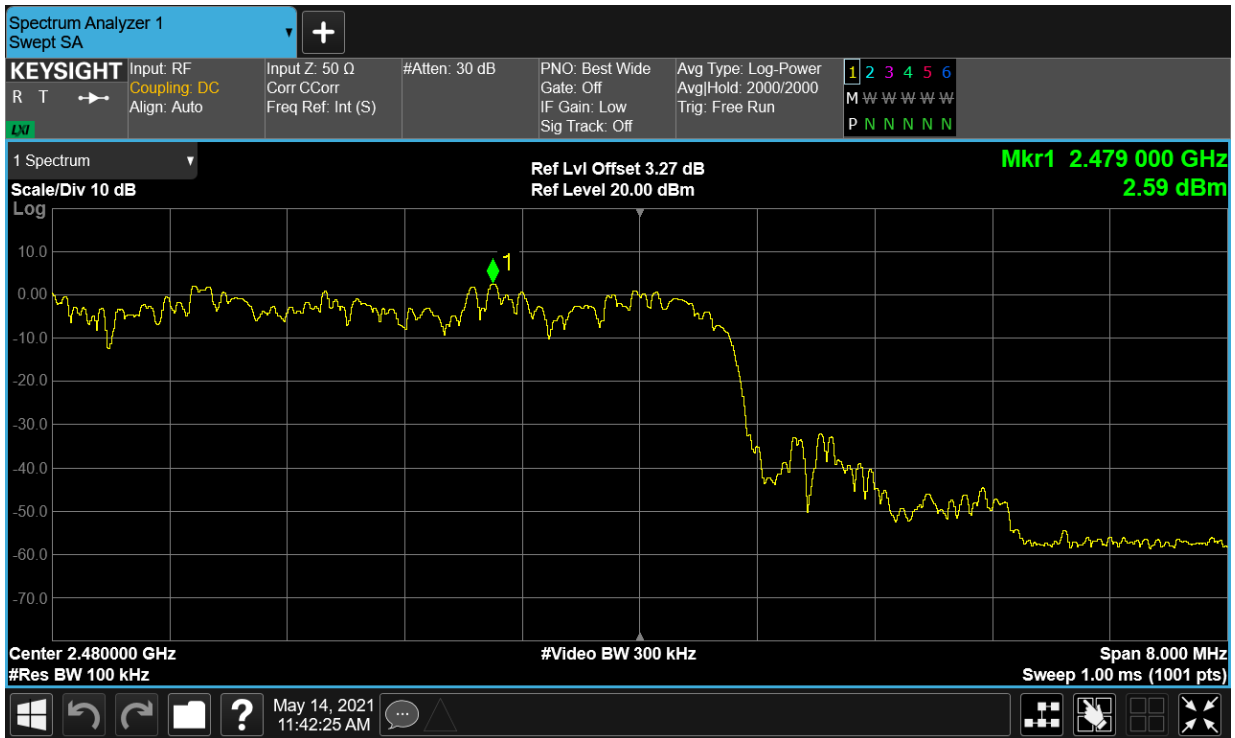 Spectrum Analyzer 1
Swept SA
+
KEYSIGHT
R T
LXI
Input: RF
Coupling: DC
Align: Auto
Input Z: 50 Ω
Corr CCorr
Freq Ref: Int (S)
#Atten: 30 dB
PNO: Best Wide
Gate: Off
IF Gain: Low
Sig Track: Off
Avg Type: Log-Power
Avg|Hold: 2000/2000
Trig: Free Run
1 2 3 4 5 6
M W W W W W
P N N N N N
1 Spectrum
Scale/Div 10 dB
Log
Ref Lvl Offset 3.27 dB
Ref Level 20.00 dBm
Mkr1 2.479 000 GHz
2.59 dBm
10.0
0.00
-10.0
-20.0
-30.0
-40.0
-50.0
-60.0
-70.0
1
Center 2.480000 GHz
#Res BW 100 kHz
#Video BW 300 kHz
Span 8.000 MHz
Sweep 1.00 ms (1001 pts)
?
May 14, 2021
11:42:25 AM